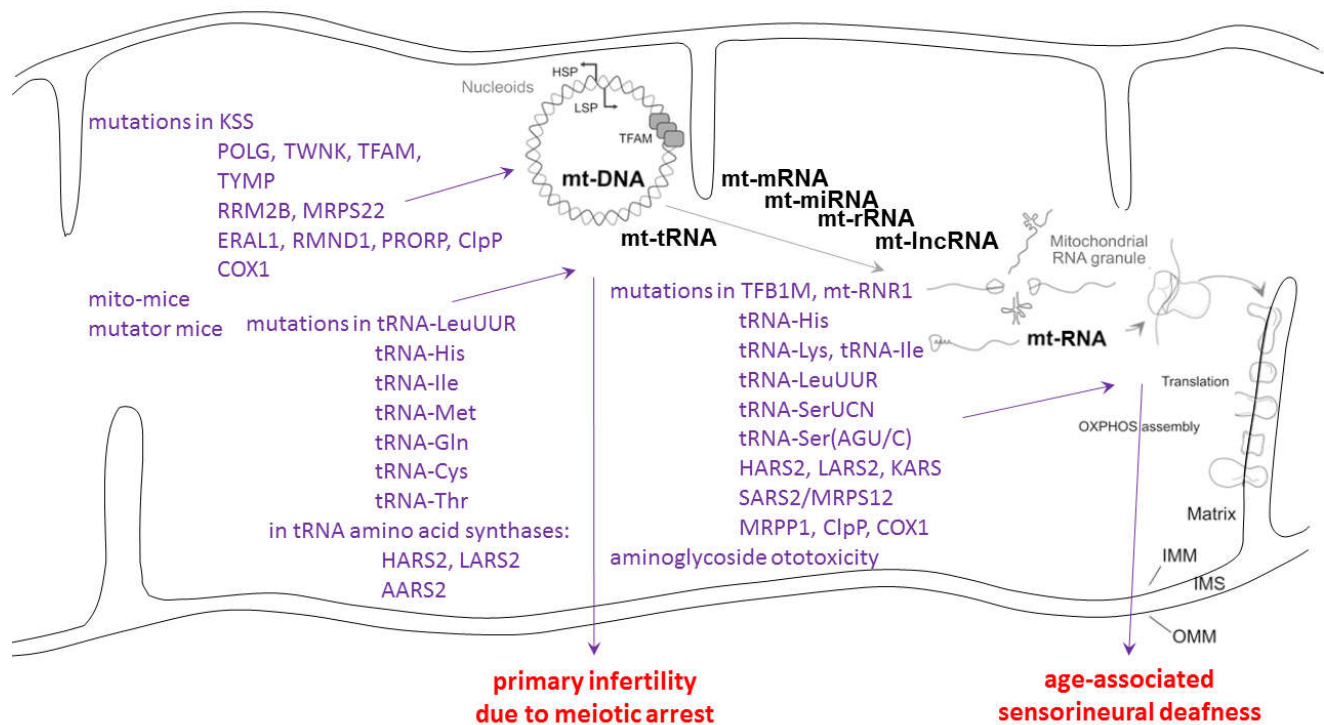 HSP
Nucleoids
LSP
TFAM
mt-DNA
mt-tRNA
mt-mRNA
mt-miRNA
mt-rRNA
mt-lncRNA
Mitochondrial
RNA granule
mt-RNA
Translation
OXPHOS assembly
Matrix
IMM
IMS
OMM
mutations in KSS
POLG, TWNK, TFAM,
TYMP
RRM2B, MRPS22
ERAL1, RMND1, PRORP, ClpP
COX1
mito-mice
mutator mice
mutations in tRNA-LeuUUR
tRNA-His
tRNA-Ile
tRNA-Met
tRNA-Gln
tRNA-Cys
tRNA-Thr
in tRNA amino acid synthases:
HARS2, LARS2
AARS2
mutations in TFB1M, mt-RNR1
tRNA-His
tRNA-Lys, tRNA-Ile
tRNA-LeuUUR
tRNA-SerUCN
tRNA-Ser(AGU/C)
HARS2, LARS2, KARS
SARS2/MRPS12
MRPP1, ClpP, COX1
aminoglycoside ototoxicity
primary infertility
due to meiotic arrest
age-associated
sensorineural deafness